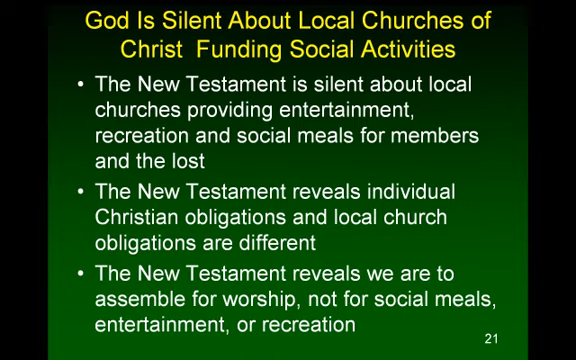 God Is Silent About Local Churches of
Christ  Funding Social Activities
• The New Testament is silent about local
churches providing entertainment,
recreation and social meals for members
and the lost
• The New Testament reveals individual
Christian obligations and local church
obligations are different
• The New Testament reveals we are to
assemble for worship, not for social meals,
entertainment, or recreation
21